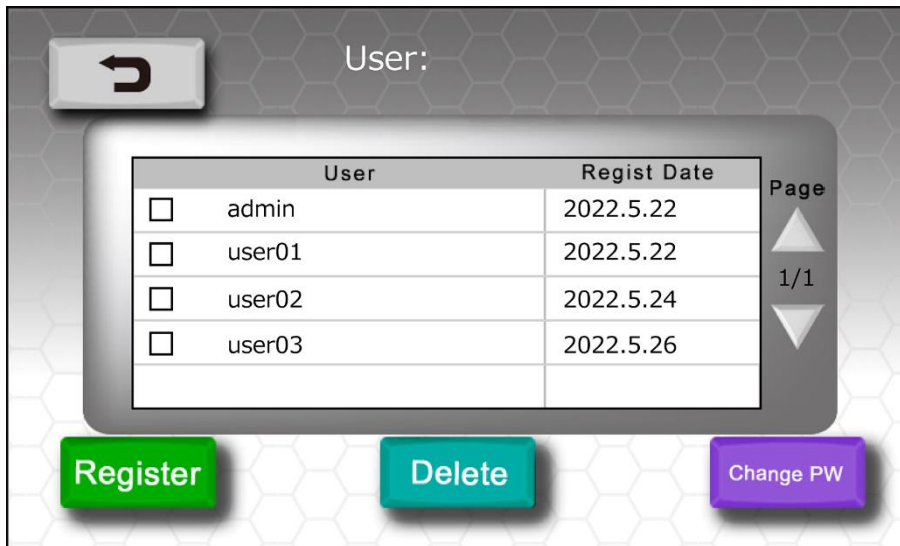 User:
User Regist Date
Page
admin 2022.5.22
user01 2022.5.22
1/1
user02 2022.5.24
user03 2022.5.26
Register Delete Change PW